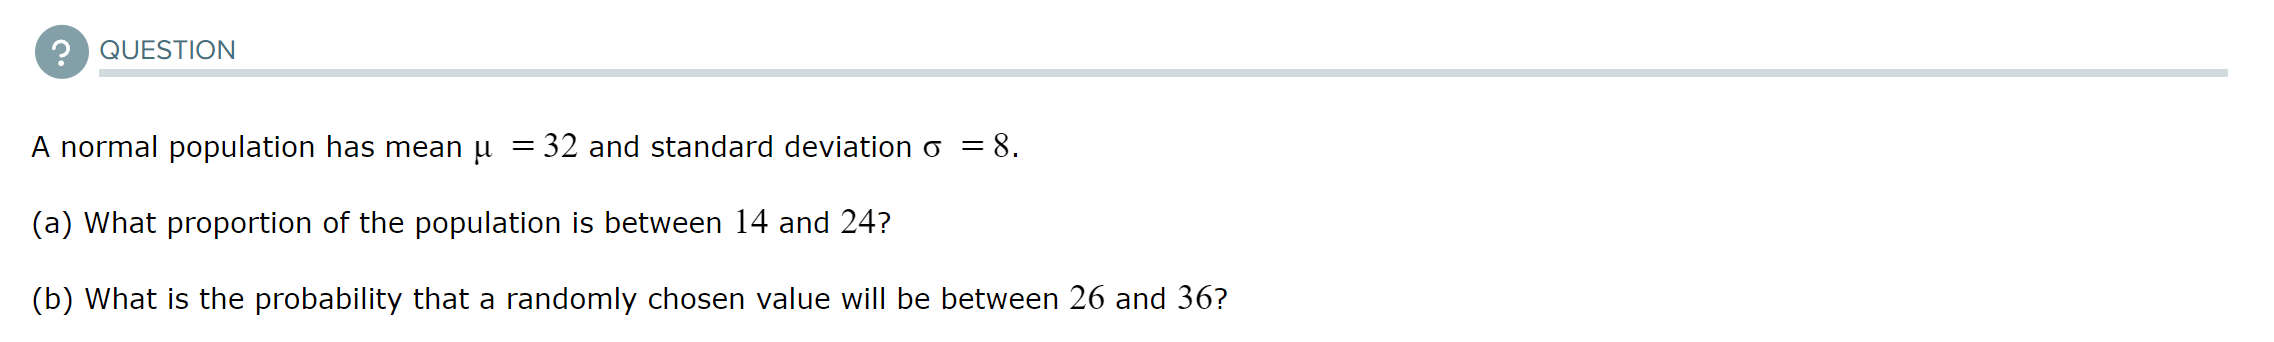 ?
QUESTION
A normal population has mean μ = 32 and standard deviation σ = 8.
(a) What proportion of the population is between 14 and 24?
(b) What is the probability that a randomly chosen value will be between 26 and 36?